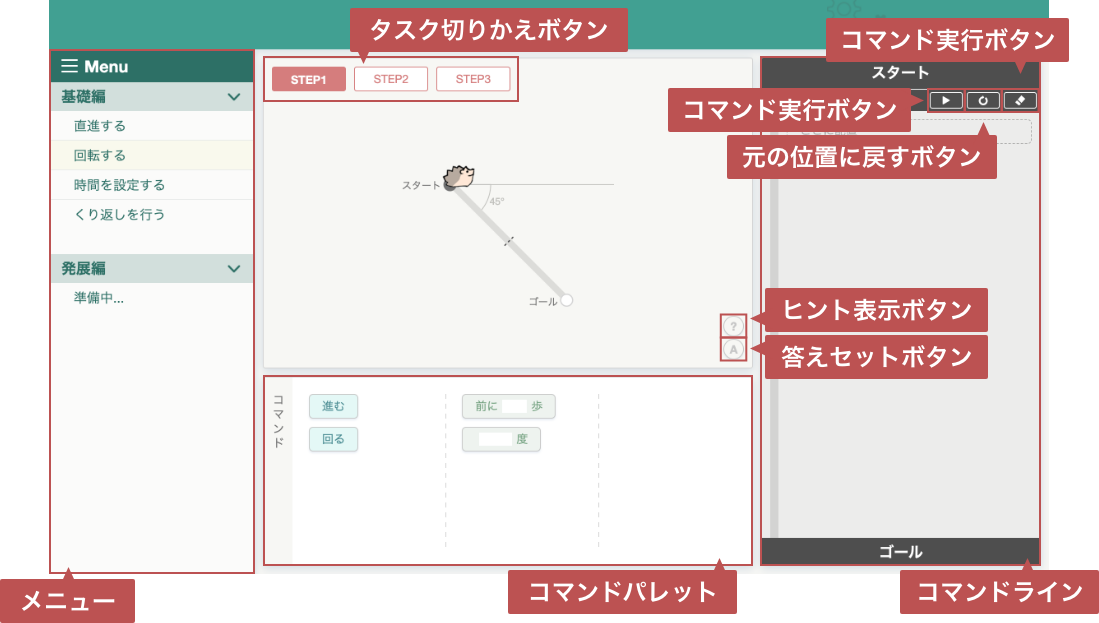 タスク切りかえボタン
コマンド実行ボタン
Menu
スタート
基礎編
STEP1
STEP2
STEP3
コマンド実行ボタン
直進する
回転する
元の位置に戻すボタン
時間を設定する
スタート
45°
くり返しを行う
発展編
準備中...
ゴール
ヒント表示ボタン
?
答えセットボタン
A
コマンド
進む
前に 歩
回る
度
ゴール
メニュー
コマンドパレット
コマンドライン